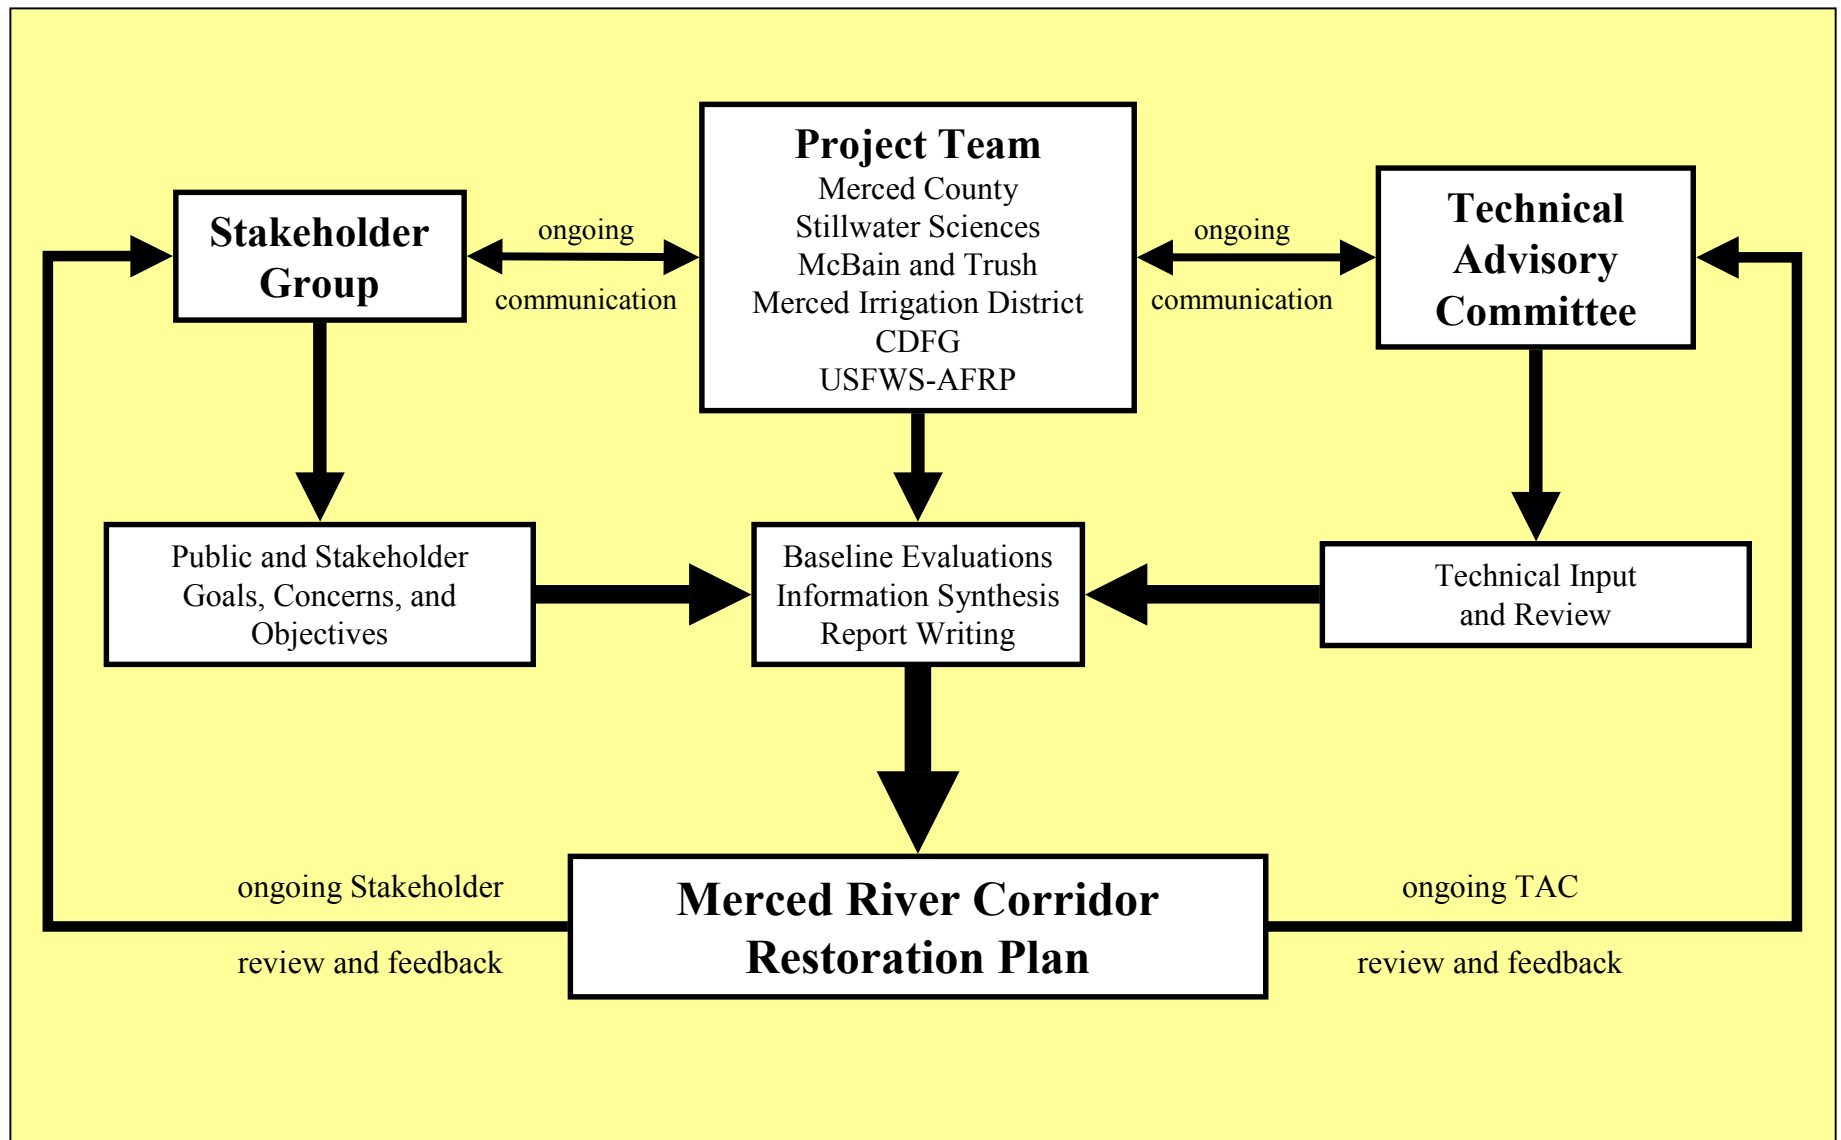 Project Team
Merced County
Stillwater Sciences
McBain and Trush
Merced Irrigation District
CDFG
USFWS-AFRP
Stakeholder
Group
ongoing
communication
ongoing
communication
Technical
Advisory
Committee
Public and Stakeholder
Goals, Concerns, and
Objectives
Baseline Evaluations
Information Synthesis
Report Writing
Technical Input
and Review
ongoing Stakeholder
review and feedback
Merced River Corridor
Restoration Plan
ongoing TAC
review and feedback